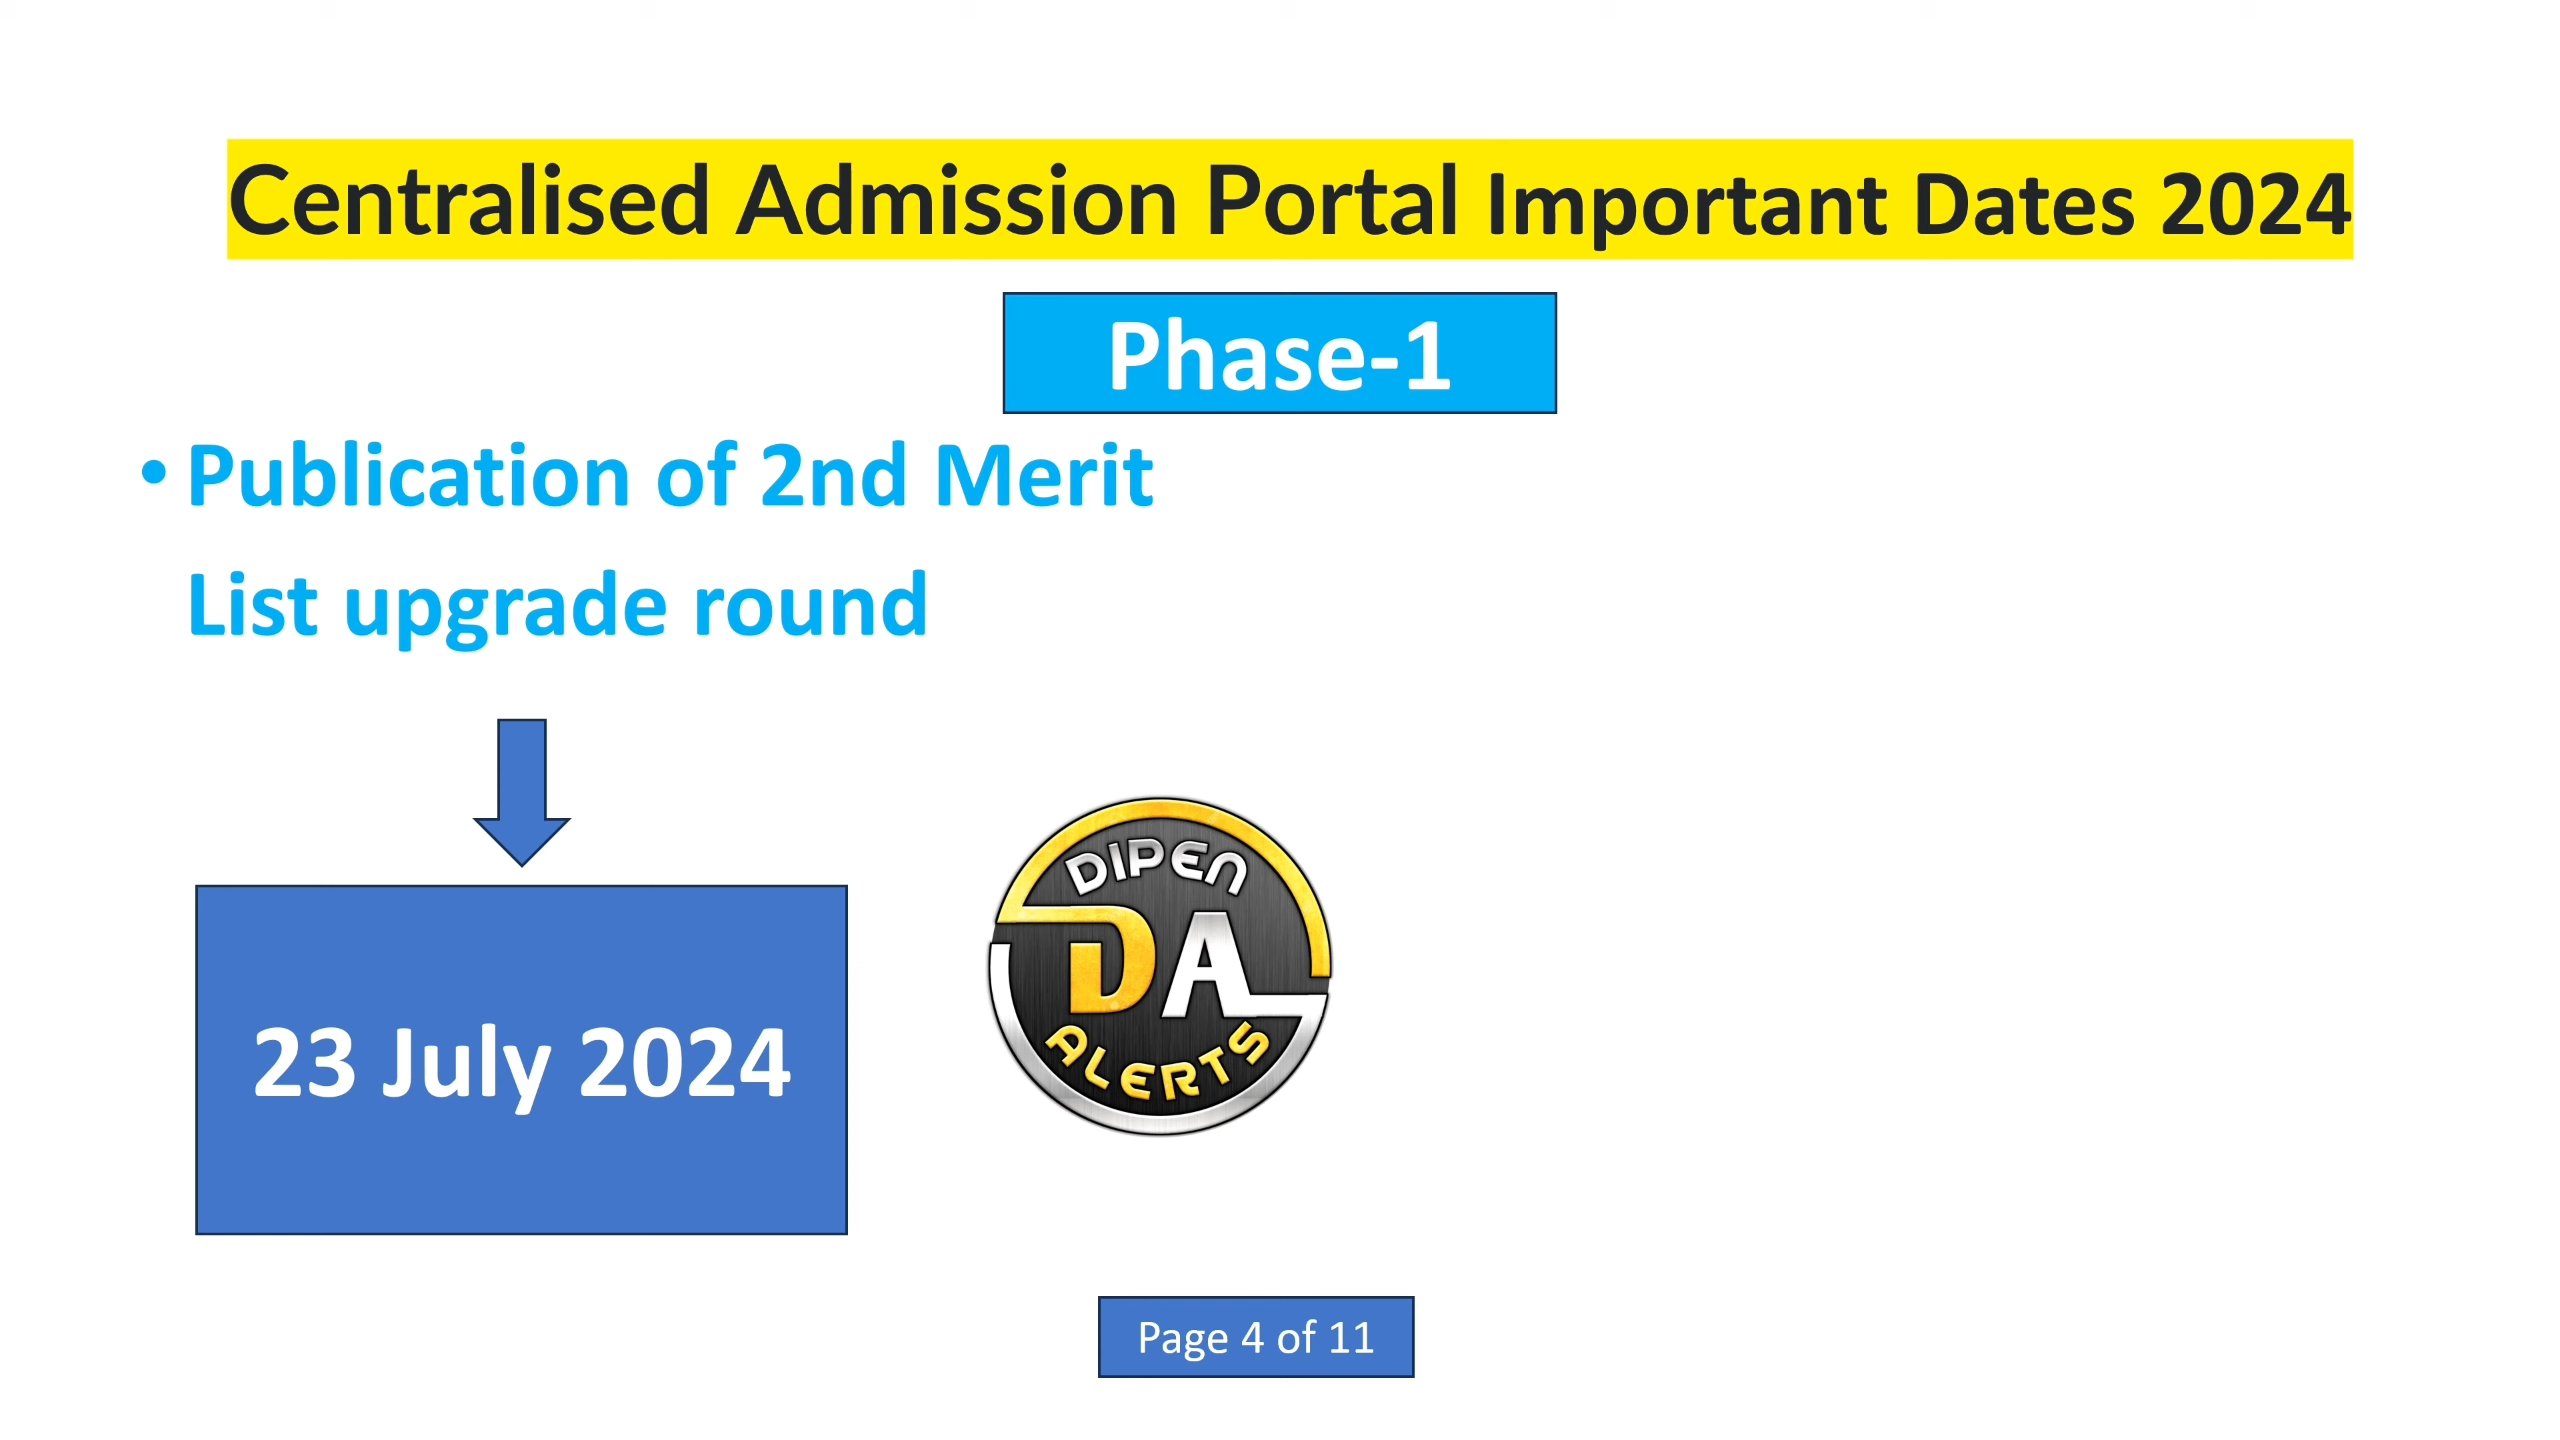 Centralised Admission Portal Important Dates 2024
Phase-1
• Publication of 2nd Merit
List upgrade round
23 July 2024
DIPEN
DA
ALERTS
Page 4 of 11